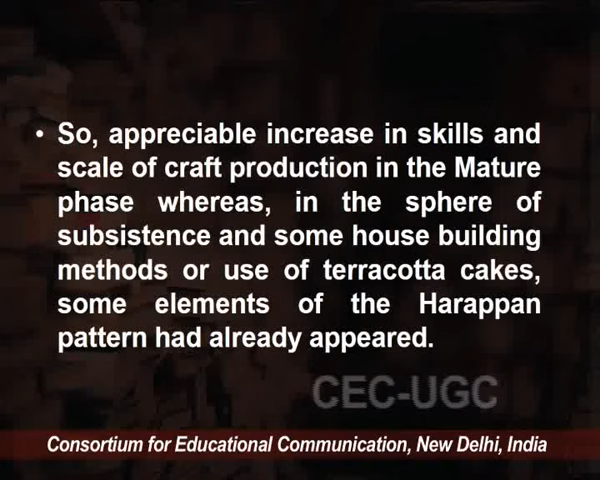 • So, appreciable increase in skills and
scale of craft production in the Mature
phase whereas, in the sphere of
subsistence and some house building
methods or use of terracotta cakes,
some elements of the Harappan
pattern had already appeared.
CEC-UGC
Consortium for Educational Communication, New Delhi, India